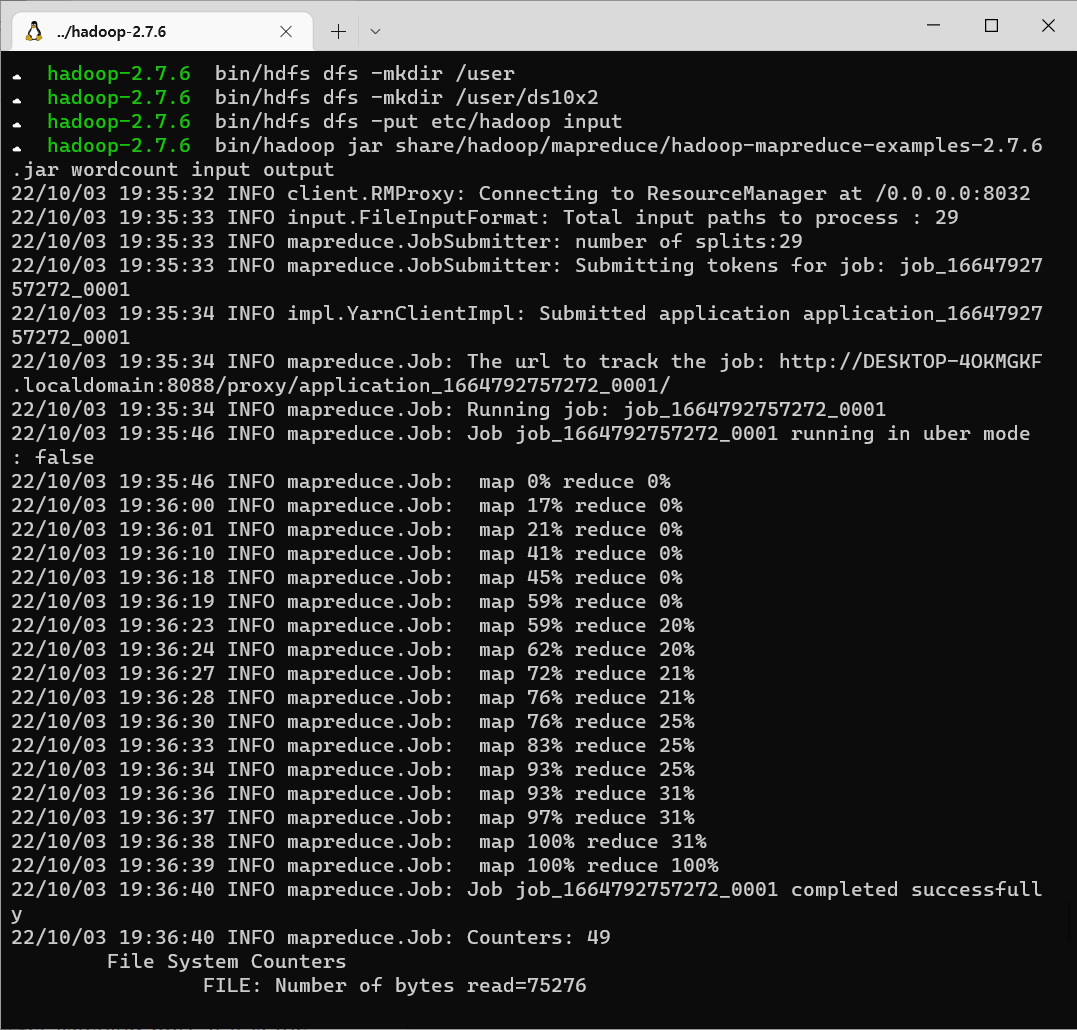 ../hadoop-2.7.6
hadoop-2.7.6 bin/hdfs dfs -mkdir /user
hadoop-2.7.6 bin/hdfs dfs -mkdir /user/ds10x2
hadoop-2.7.6 bin/hdfs dfs -put etc/hadoop input
hadoop-2.7.6 bin/hadoop jar share/hadoop/mapreduce/hadoop-mapreduce-examples-2.7.6
.jar wordcount input output
22/10/03 19:35:32 INFO client.RMProxy: Connecting to ResourceManager at /0.0.0.0:8032
22/10/03 19:35:33 INFO input.FileInputFormat: Total input paths to process : 29
22/10/03 19:35:33 INFO mapreduce.JobSubmitter: number of splits:29
22/10/03 19:35:33 INFO mapreduce.JobSubmitter: Submitting tokens for job: job_16647927
57272_0001
22/10/03 19:35:34 INFO impl.YarnClientImpl: Submitted application application_16647927
57272_0001
22/10/03 19:35:34 INFO mapreduce.Job: The url to track the job: http://DESKTOP-4OKMGKF
.localdomain:8088/proxy/application_1664792757272_0001/
22/10/03 19:35:34 INFO mapreduce.Job: Running job: job_1664792757272_0001
22/10/03 19:35:46 INFO mapreduce.Job: Job job_1664792757272_0001 running in uber mode
: false
22/10/03 19:35:46 INFO mapreduce.Job:  map 0% reduce 0%
22/10/03 19:36:00 INFO mapreduce.Job:  map 17% reduce 0%
22/10/03 19:36:01 INFO mapreduce.Job:  map 21% reduce 0%
22/10/03 19:36:10 INFO mapreduce.Job:  map 41% reduce 0%
22/10/03 19:36:18 INFO mapreduce.Job:  map 45% reduce 0%
22/10/03 19:36:19 INFO mapreduce.Job:  map 59% reduce 0%
22/10/03 19:36:23 INFO mapreduce.Job:  map 59% reduce 20%
22/10/03 19:36:24 INFO mapreduce.Job:  map 62% reduce 20%
22/10/03 19:36:27 INFO mapreduce.Job:  map 72% reduce 21%
22/10/03 19:36:28 INFO mapreduce.Job:  map 76% reduce 21%
22/10/03 19:36:30 INFO mapreduce.Job:  map 76% reduce 25%
22/10/03 19:36:33 INFO mapreduce.Job:  map 83% reduce 25%
22/10/03 19:36:34 INFO mapreduce.Job:  map 93% reduce 25%
22/10/03 19:36:36 INFO mapreduce.Job:  map 93% reduce 31%
22/10/03 19:36:37 INFO mapreduce.Job:  map 97% reduce 31%
22/10/03 19:36:38 INFO mapreduce.Job:  map 100% reduce 31%
22/10/03 19:36:39 INFO mapreduce.Job:  map 100% reduce 100%
22/10/03 19:36:40 INFO mapreduce.Job: Job job_1664792757272_0001 completed successfull
y
22/10/03 19:36:40 INFO mapreduce.Job: Counters: 49
File System Counters
FILE: Number of bytes read=75276